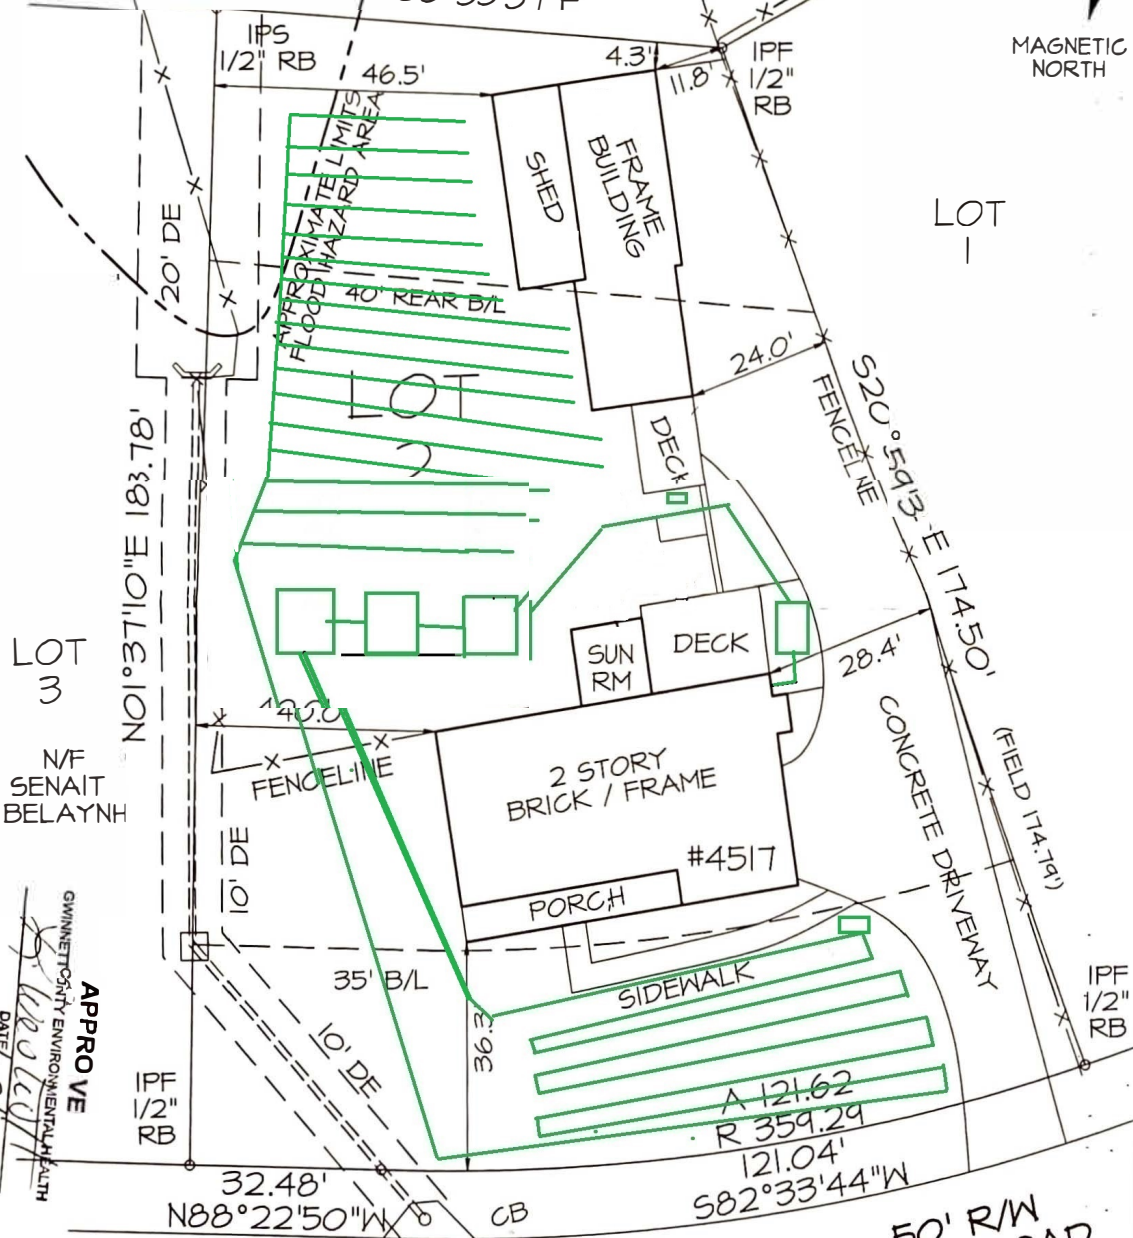 IPS
1/2" RB
46.5'
4.3'
11.8'
IPF
1/2"
RB
MAGNETIC
NORTH
APPROXIMATE LIMITS
FLOOD HAZARD AREA
SHED
FRAME
BUILDING
20' DE
LOT
1
40' REAR B/L
24.0'
LOT
2
DECK
FENCELINE
S20°59'13" E 174.50'
N01°37'10"E 183.78'
LOT
3
N/F
SENAIT
BELAYNH
SUN
RM
DECK
28.4'
FENCELINE
2 STORY
BRICK / FRAME
#4517
PORCH
CONCRETE DRIVEWAY
(FIELD 174.79')
10' DE
35' B/L
SIDEWALK
36.3
10' DE
GWINNETT COUNTY ENVIRONMENTAL HEALTH
APPRO VE
DATE/
IPF
1/2"
RB
IPF
1/2"
RB
A 121.62
R 359.29
121.04'
S82°33'44"W
32.48'
N88°22'50"W
CB
50' R/W